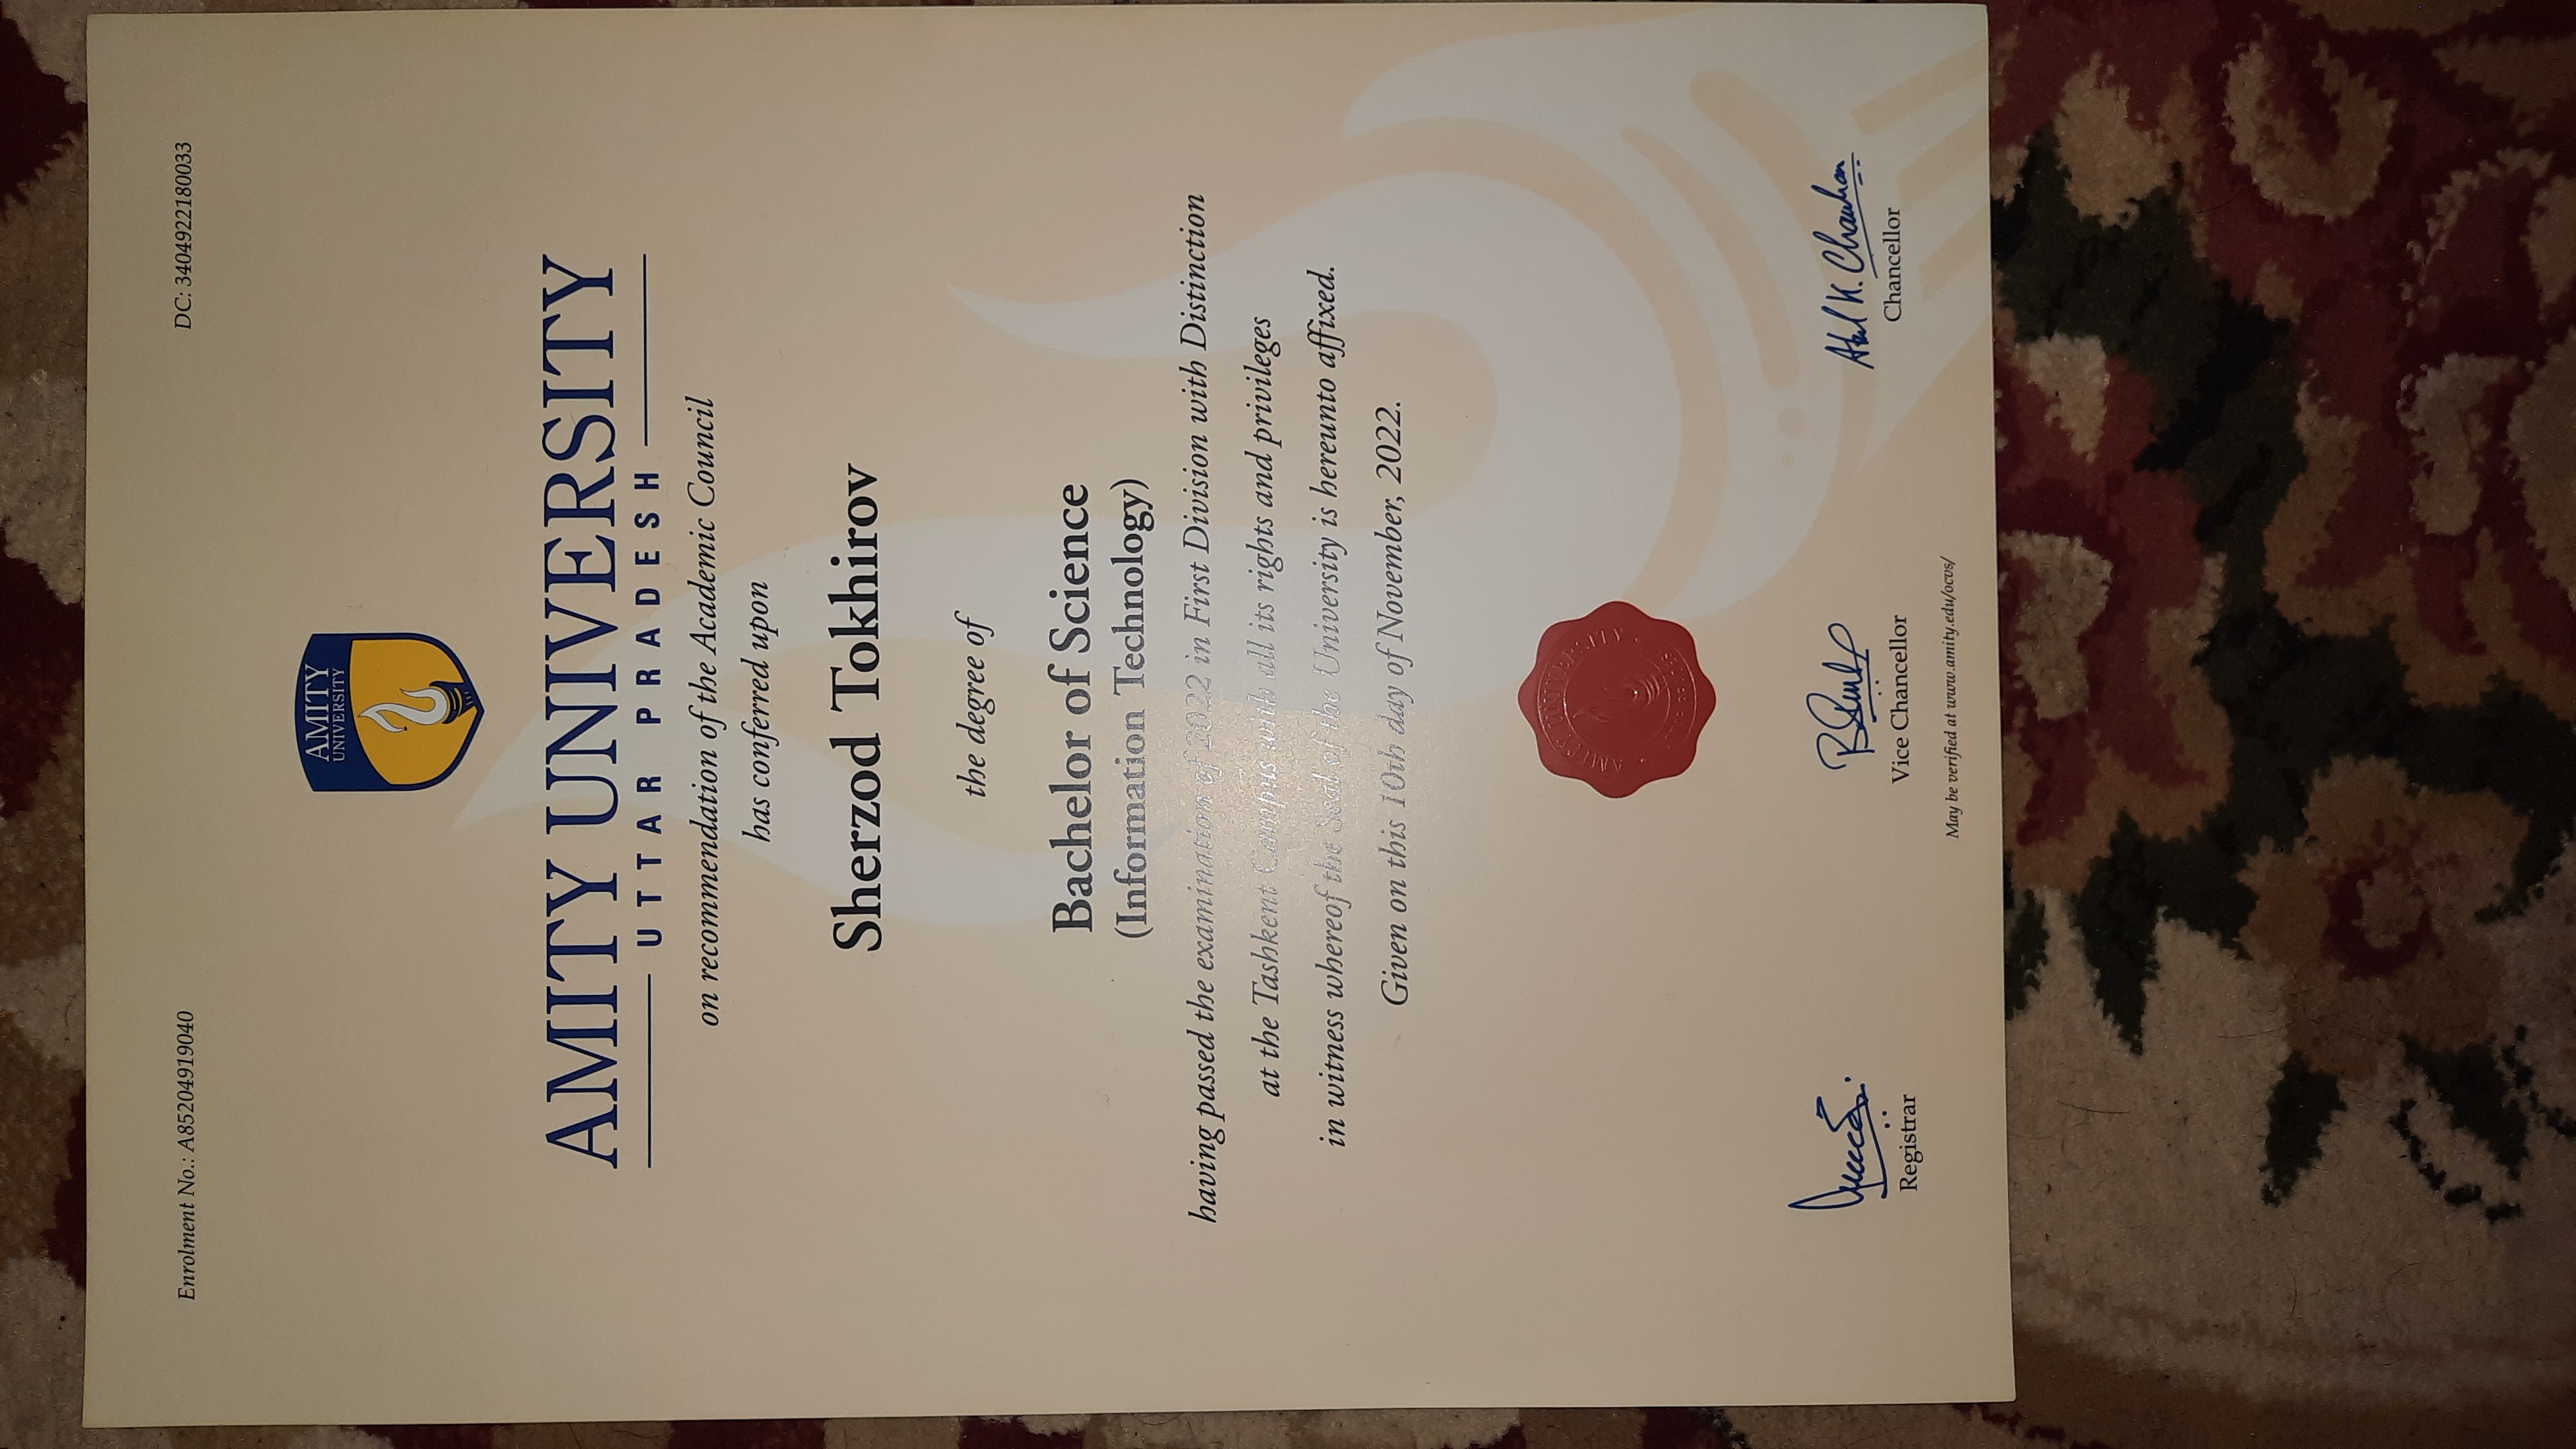 Enrolment No.: A85204919040
DC: 3404922180033
AMITY
UNIVERSITY
AMITY UNIVERSITY
UTTAR PRADESH
on recommendation of the Academic Council
has conferred upon
Sherzod Tokhirov
the degree of
Bachelor of Science
(Information Technology)
having passed the examination of 2022 in First Division with Distinction
at the Tashkent Campus with all its rights and privileges
in witness whereof the Seal of the University is hereunto affixed.
Given on this 10th day of November, 2022.
AMITY UNIVERSITY
K. Chauhan
Registrar
Vice Chancellor
Chancellor
May be verified at www.amity.edu/ocvs/